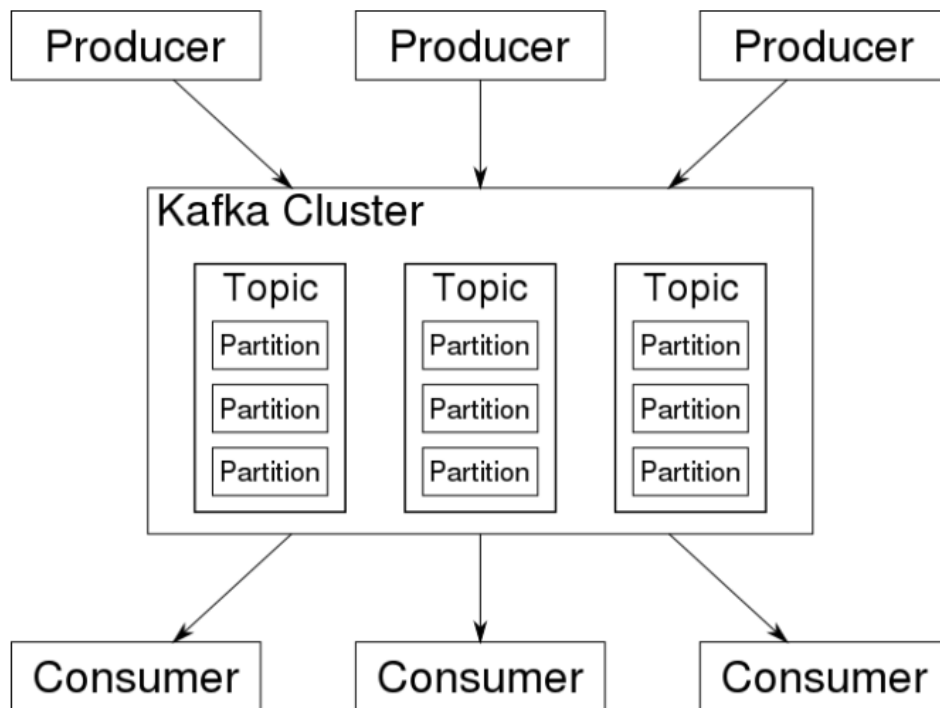 Producer Producer Producer
Kafka Cluster
Topic Topic Topic
Partition Partition Partition
Partition Partition Partition
Partition Partition Partition
Consumer Consumer Consumer